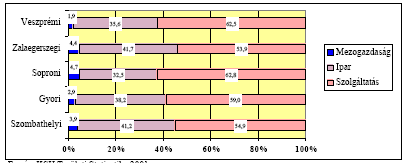 Veszprémi
1,9
35,6
62,5
Zalaegerszegi
4,4
41,7
53,9
Soproni
4,7
32,5
62,8
Gyori
2,9
38,2
59,0
Szombathelyi
3,9
41,2
54,9
0% 20% 40% 60% 80% 100%
Mezogazdaság
Ipar
Szolgáltatás